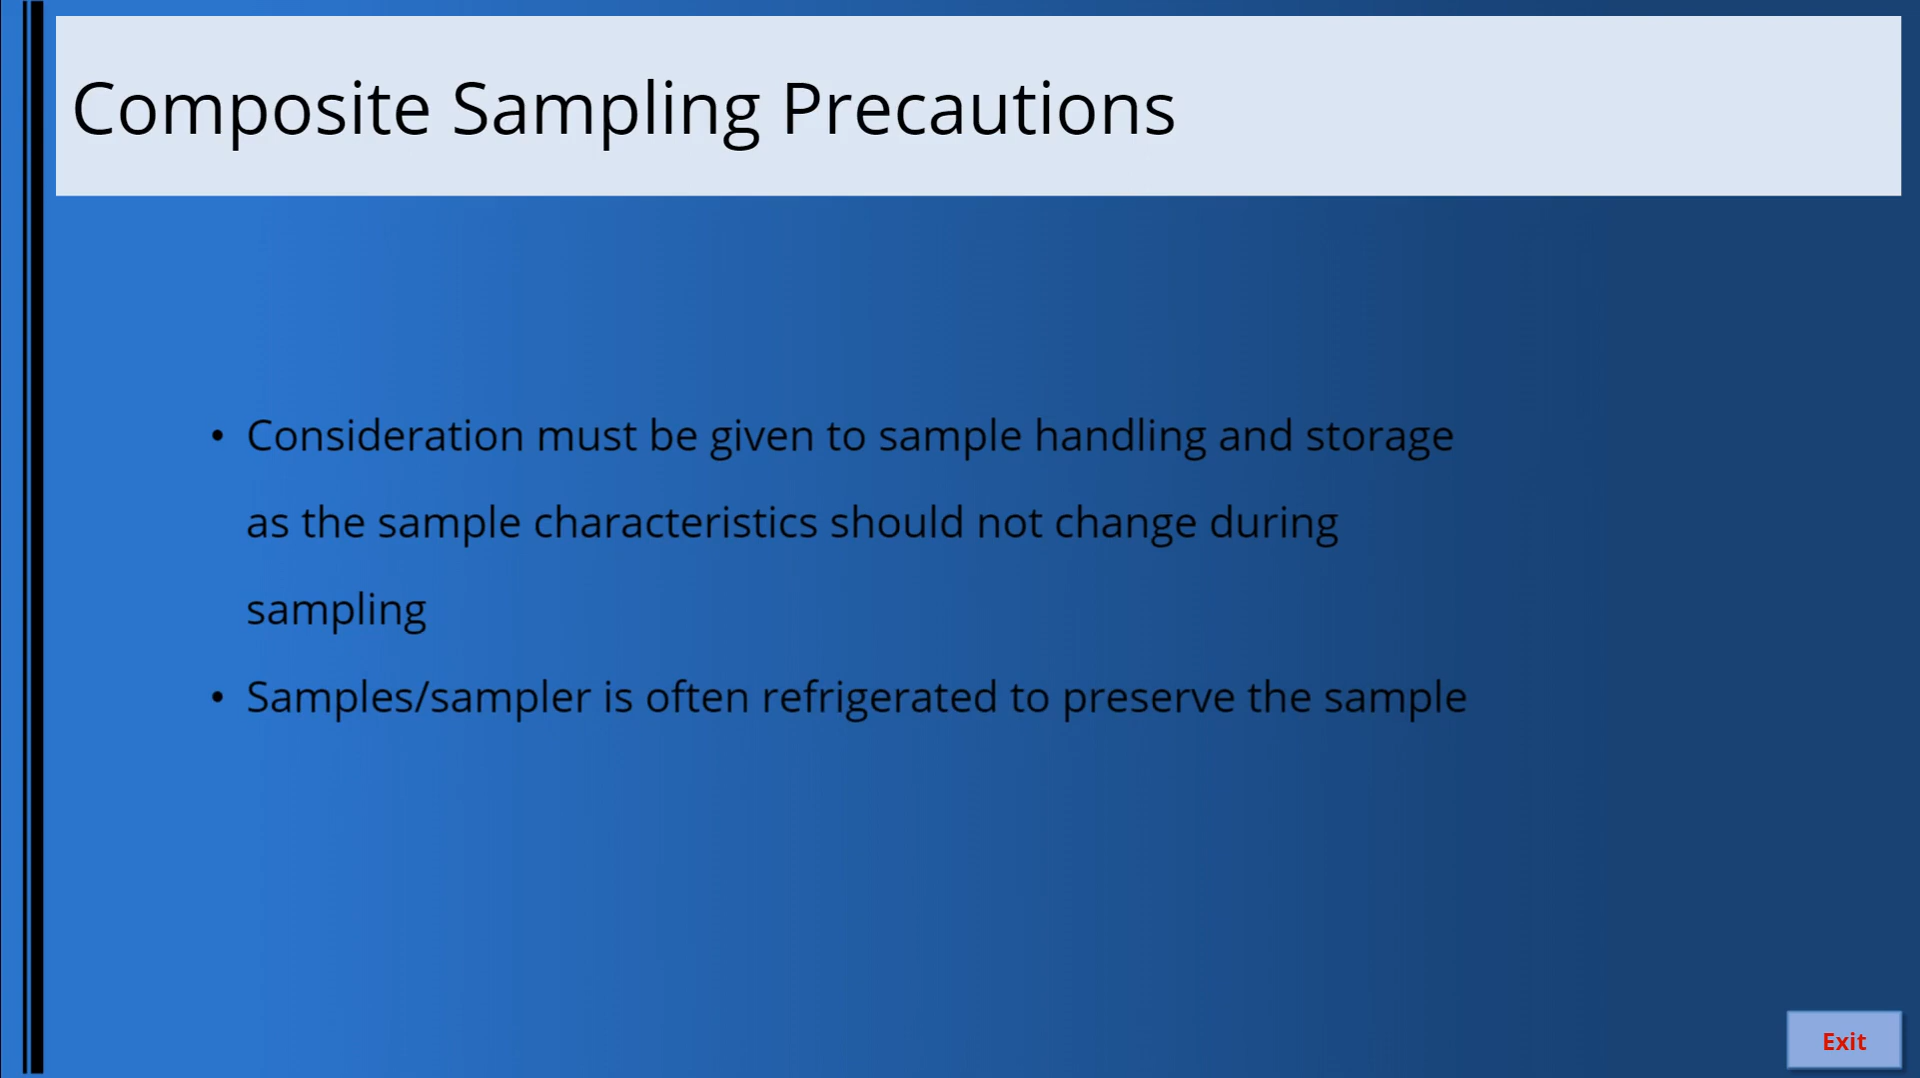 Composite Sampling Precautions
• Consideration must be given to sample handling and storage
as the sample characteristics should not change during
sampling
• Samples/sampler is often refrigerated to preserve the sample
Exit